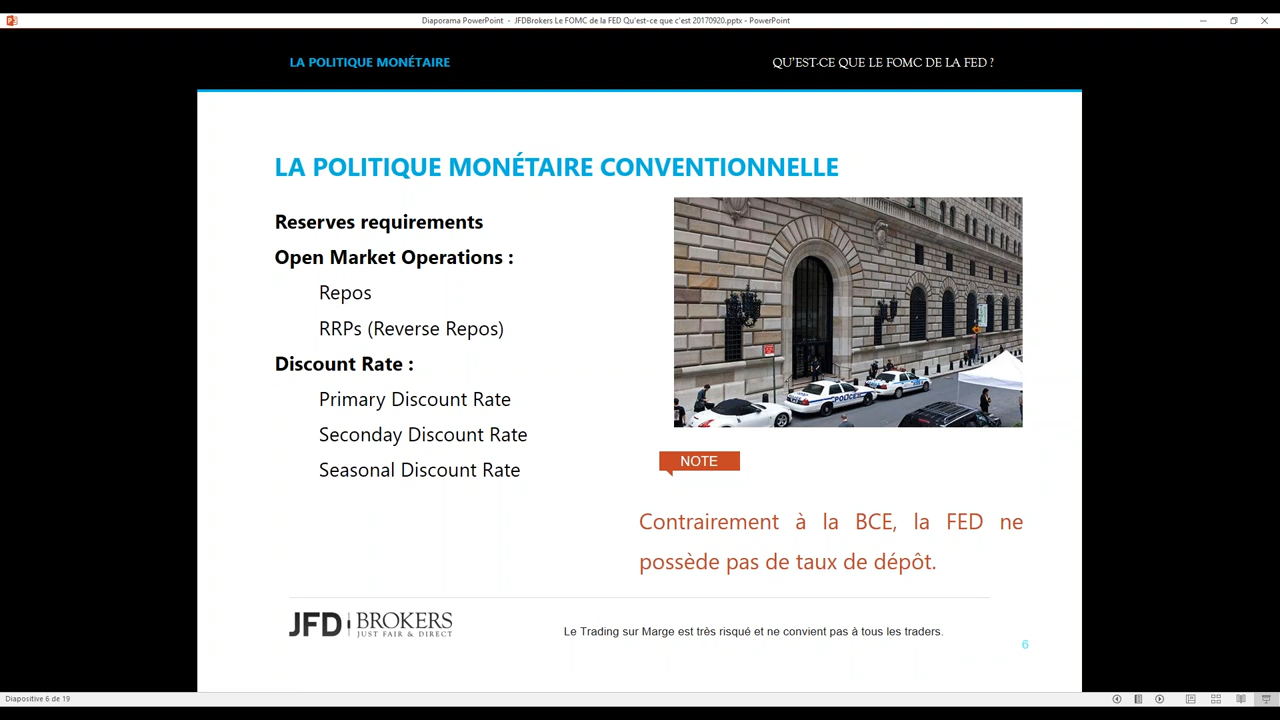 Diaporama PowerPoint - JFDBrokers Le FOMC de la FED Qu'est-ce que c'est 20170920.pptx - PowerPoint
LA POLITIQUE MONÉTAIRE
QU'EST-CE QUE LE FOMC DE LA FED ?
LA POLITIQUE MONÉTAIRE CONVENTIONNELLE
Reserves requirements
Open Market Operations :
Repos
RRPs (Reverse Repos)
Discount Rate :
Primary Discount Rate
Seconday Discount Rate
Seasonal Discount Rate
POLICE
NOTE
Contrairement à la BCE, la FED ne
possède pas de taux de dépôt.
JFD BROKERS
JUST FAIR & DIRECT
Le Trading sur Marge est très risqué et ne convient pas à tous les traders.
6
Diapositive 6 de 19